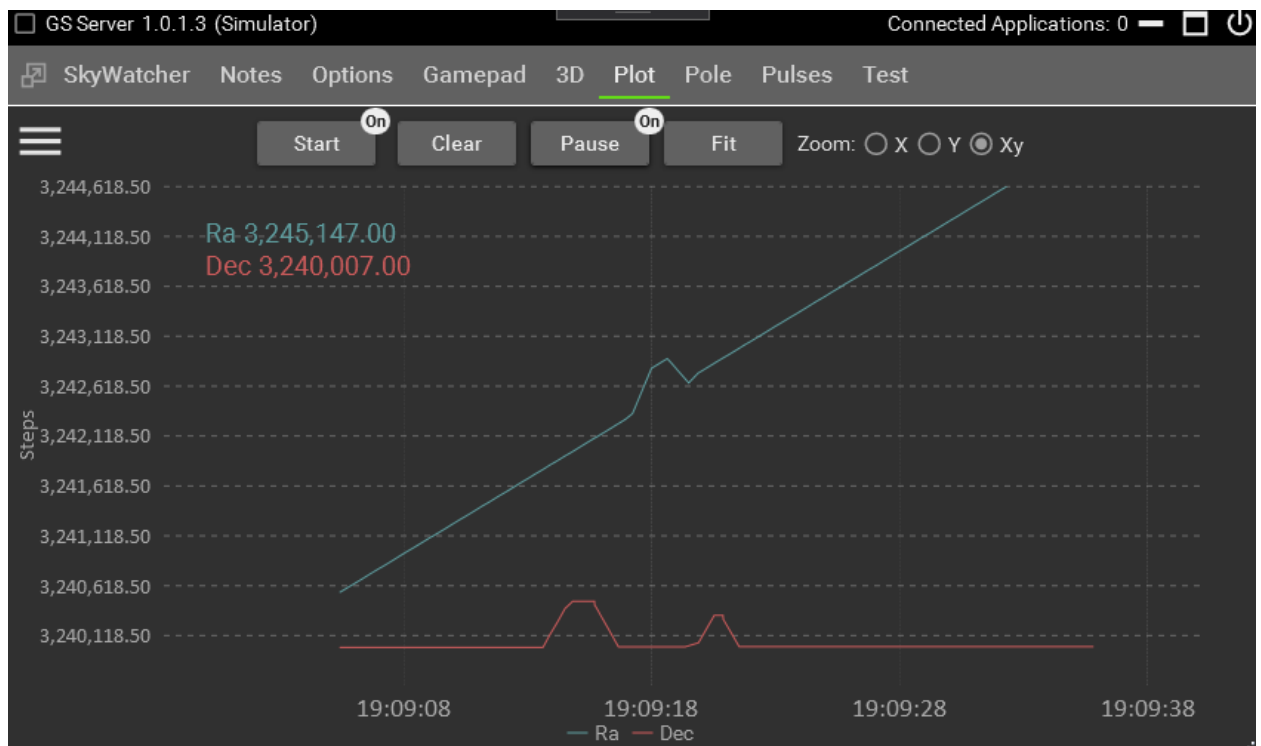 GS Server 1.0.1.3 (Simulator) Connected Applications: 0
SkyWatcher Notes Options Gamepad 3D Plot Pole Pulses Test
Start On Clear Pause On Fit Zoom: X Y Xy
3,244,618.50
Ra 3,245,147.00
3,244,118.50
Dec 3,240,007.00
3,243,618.50
3,243,118.50
3,242,618.50
Steps
3,242,118.50
3,241,618.50
3,241,118.50
3,240,618.50
3,240,118.50
19:09:08 19:09:18 19:09:28 19:09:38
Ra Dec